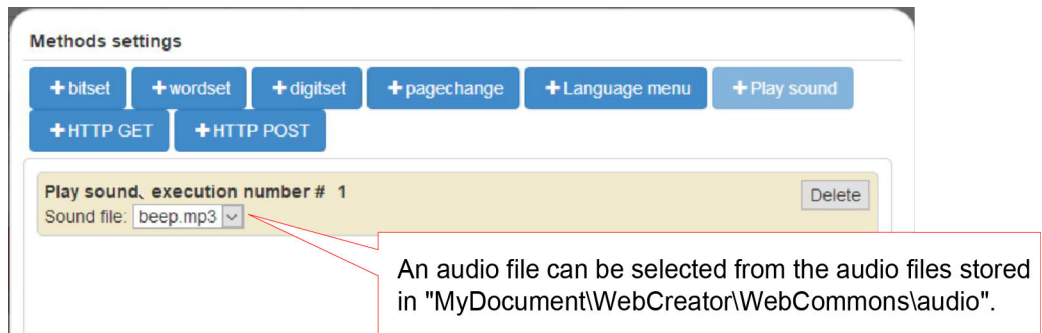 Methods settings
+bitset +wordset +digitset +pagechange +Language menu +Play sound
+HTTP GET +HTTP POST
Play sound、execution number # 1
Delete
Sound file: beep.mp3
An audio file can be selected from the audio files stored
in "MyDocument\WebCreator\WebCommons\audio".